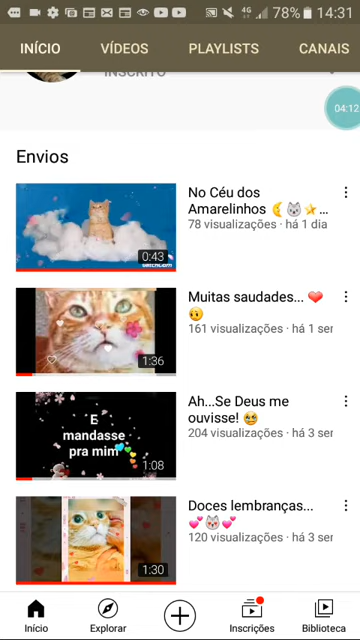 4G 78% 14:31
INÍCIO VÍDEOS PLAYLISTS CANAIS
INSCRITO
04:12
Envios
No Céu dos
Amarelinhos 🌙🐱⭐...
78 visualizações · há 1 dia
0:43
Muitas saudades... ❤️
🤕
161 visualizações · há 1 ser
1:36
Ah...Se Deus me
ouvisse! 🥹
204 visualizações · há 3 ser
E
mandasse
pra mim
1:08
Doces lembranças...
💕😻💕
120 visualizações · há 3 ser
1:30
Início Explorar Inscrições Biblioteca